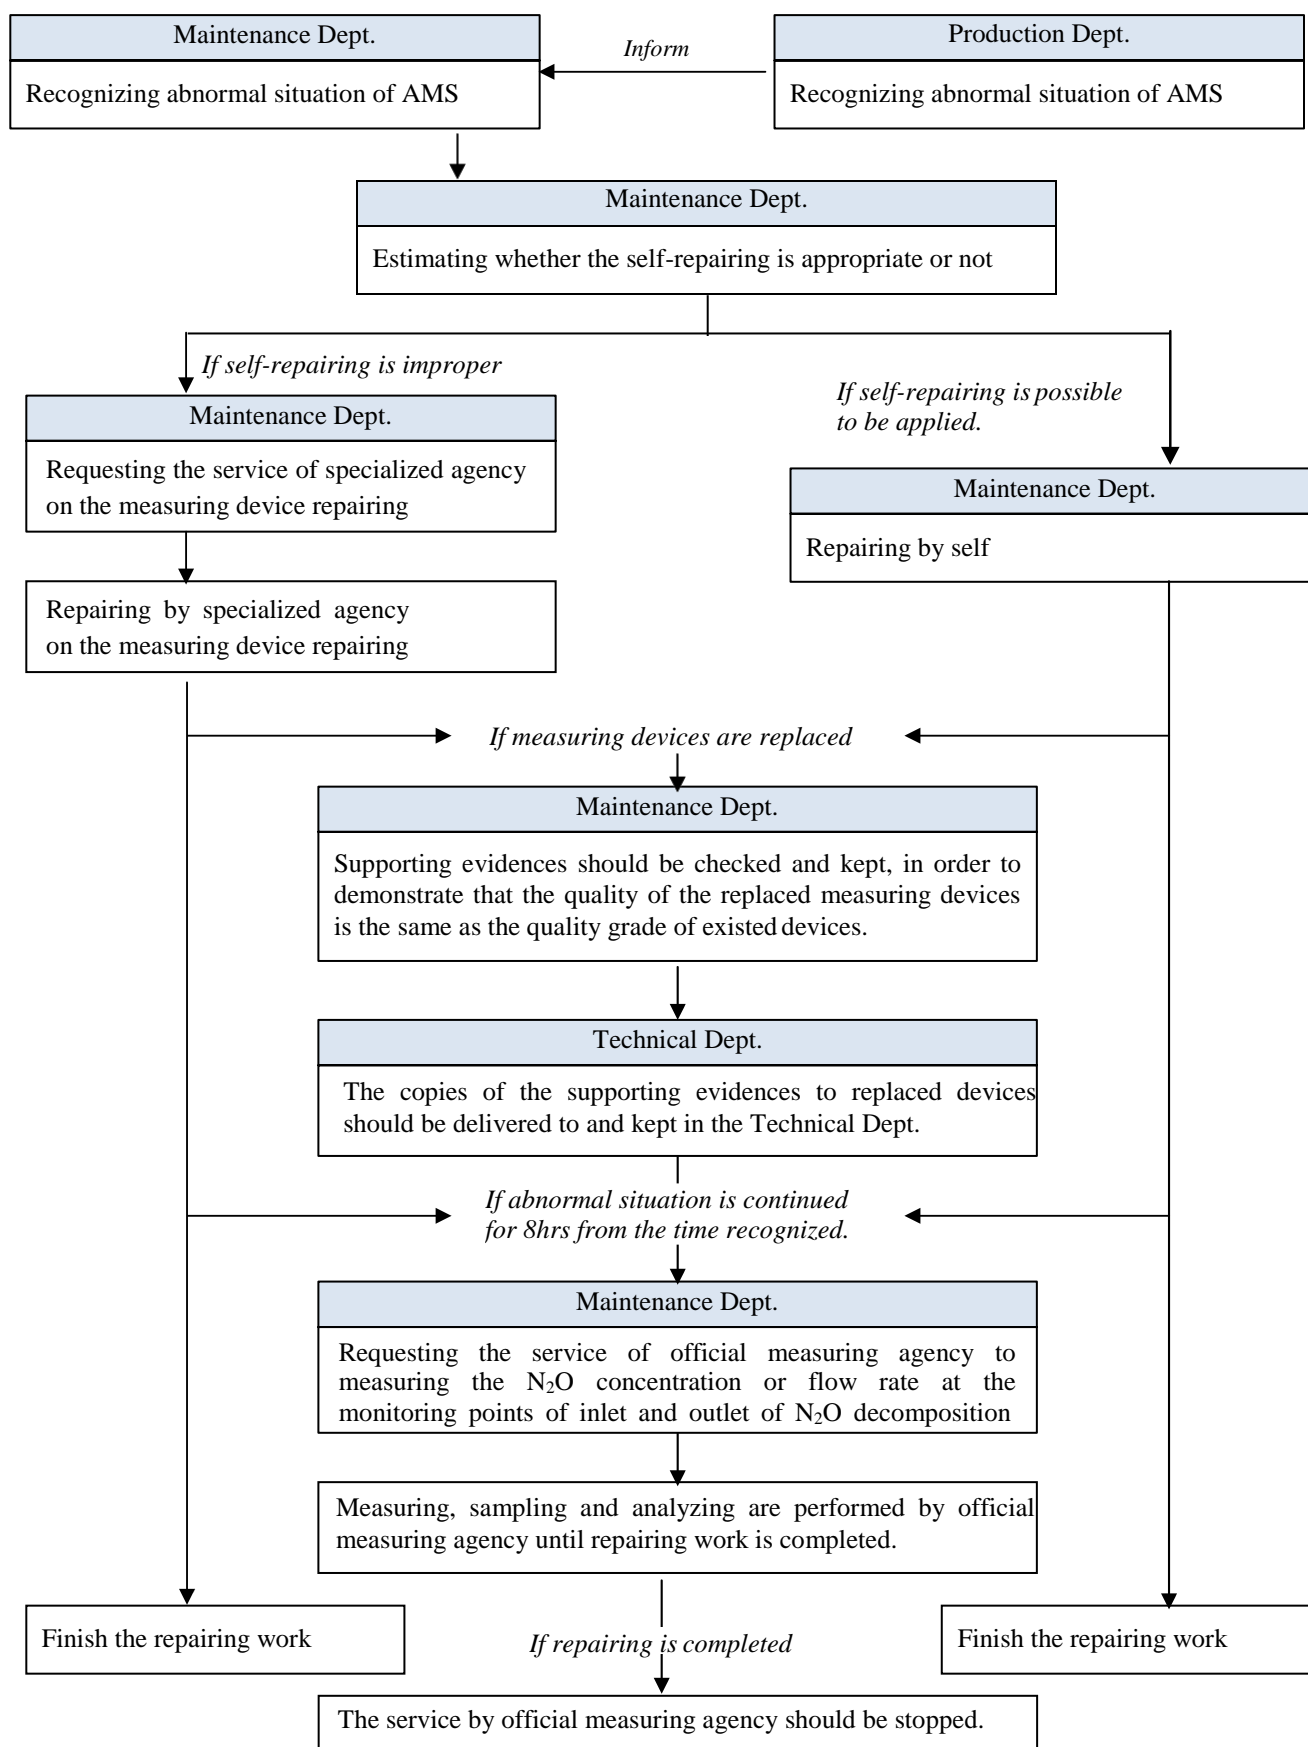 Maintenance Dept.
Recognizing abnormal situation of AMS
Inform
Production Dept.
Recognizing abnormal situation of AMS
Maintenance Dept.
Estimating whether the self-repairing is appropriate or not
If self-repairing is improper
If self-repairing is possible
to be applied.
Maintenance Dept.
Requesting the service of specialized agency
on the measuring device repairing
Maintenance Dept.
Repairing by self
Repairing by specialized agency
on the measuring device repairing
If measuring devices are replaced
Maintenance Dept.
Supporting evidences should be checked and kept, in order to
demonstrate that the quality of the replaced measuring devices
is the same as the quality grade of existed devices.
Technical Dept.
The copies of the supporting evidences to replaced devices
should be delivered to and kept in the Technical Dept.
If abnormal situation is continued
for 8hrs from the time recognized.
Maintenance Dept.
Requesting the service of official measuring agency to
measuring the N₂O concentration or flow rate at the
monitoring points of inlet and outlet of N₂O decomposition
Measuring, sampling and analyzing are performed by official
measuring agency until repairing work is completed.
Finish the repairing work
If repairing is completed
Finish the repairing work
The service by official measuring agency should be stopped.